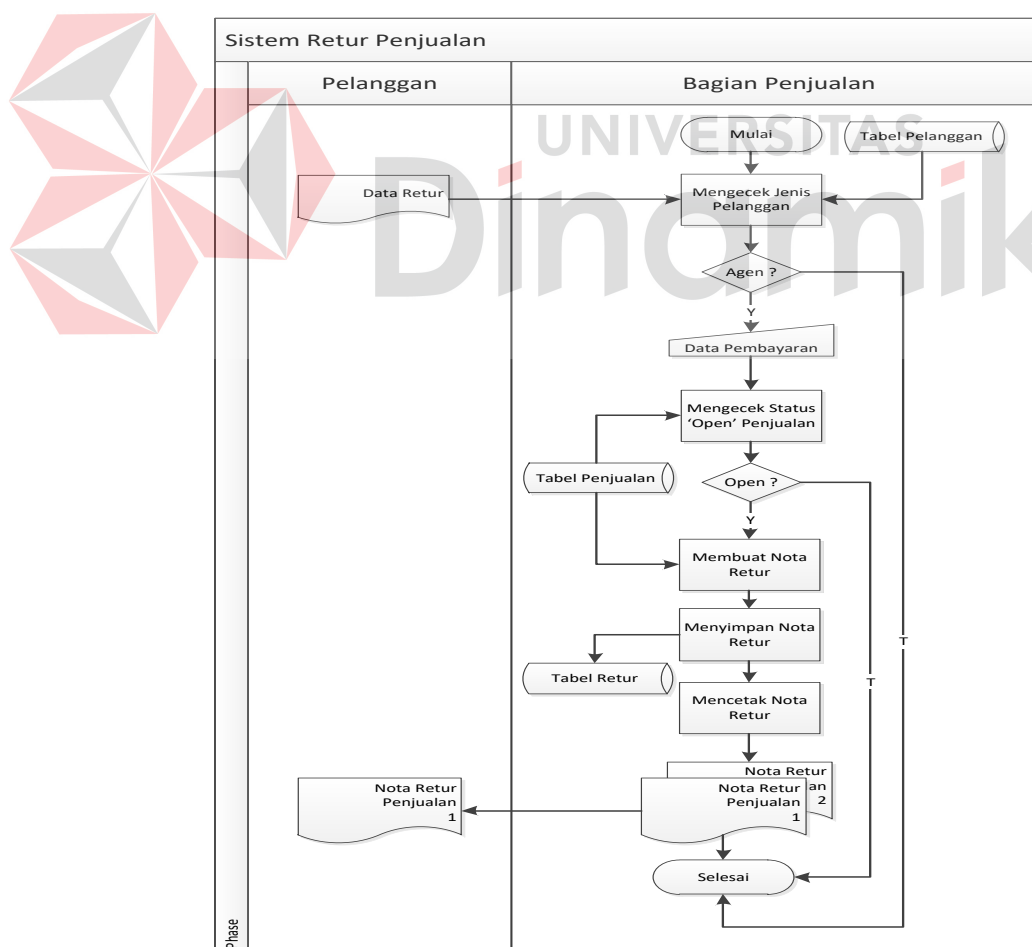 Sistem Retur Penjualan
Pelanggan
Bagian Penjualan
UNIVERSITAS
Dinamik
Mulai
Tabel Pelanggan
Data Retur
Mengecek Jenis
Pelanggan
Agen ?
Y
Data Pembayaran
Mengecek Status
‘Open’ Penjualan
Tabel Penjualan
Open ?
Y
Membuat Nota
Retur
Menyimpan Nota
Retur
T
Tabel Retur
T
Mencetak Nota
Retur
Nota Retur
an
2
Nota Retur
Penjualan
1
Nota Retur
Penjualan
1
Selesai
Phase